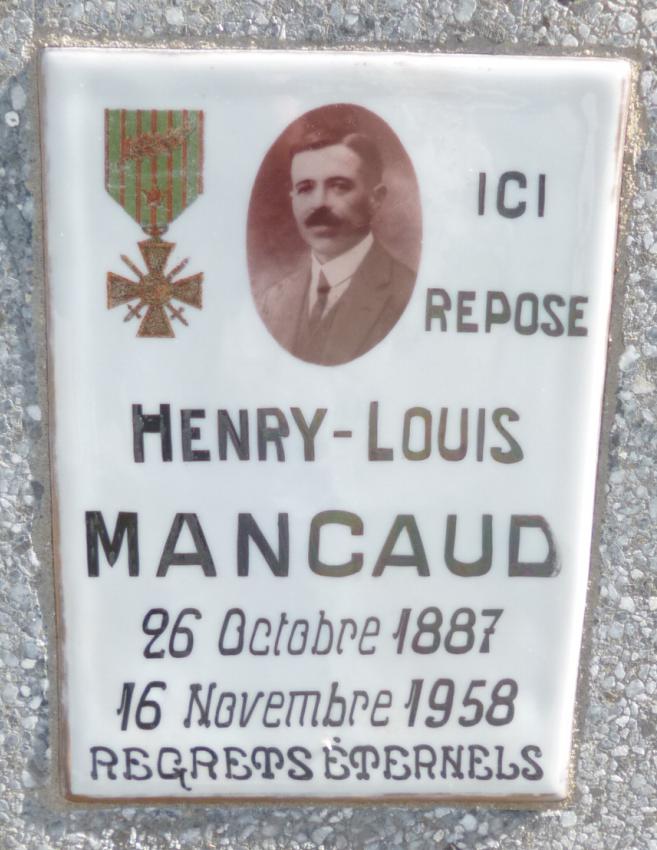 ICI
REPOSE
HENRY-LOUIS
MANCAUD
26 Octobre 1887
16 Novembre 1958
REGRETS ÉTERNELS